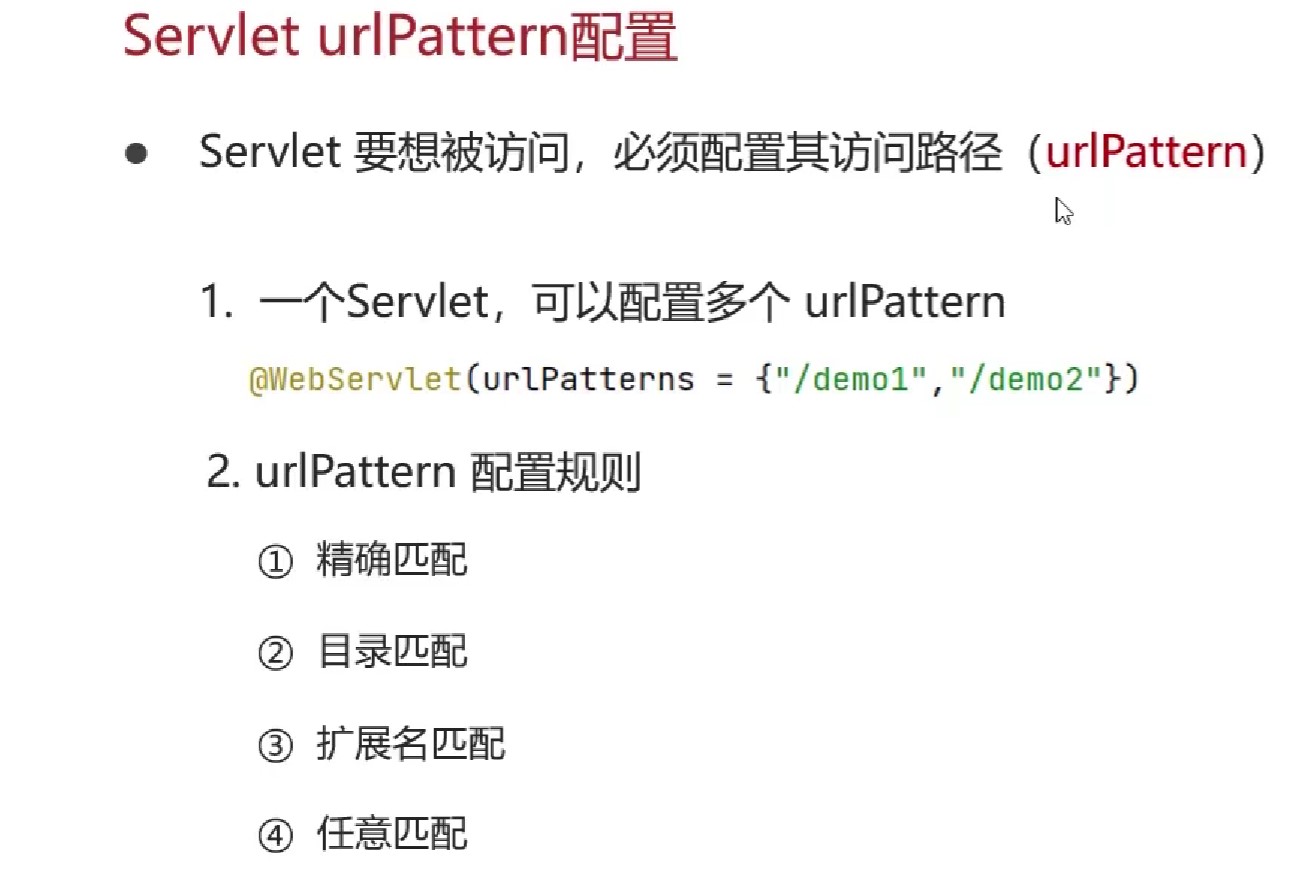 Servlet urlPattern配置
● Servlet 要想被访问，必须配置其访问路径（urlPattern）
1. 一个Servlet，可以配置多个 urlPattern
@WebServlet(urlPatterns = {"/demo1","/demo2"})
2. urlPattern 配置规则
① 精确匹配
② 目录匹配
③ 扩展名匹配
④ 任意匹配